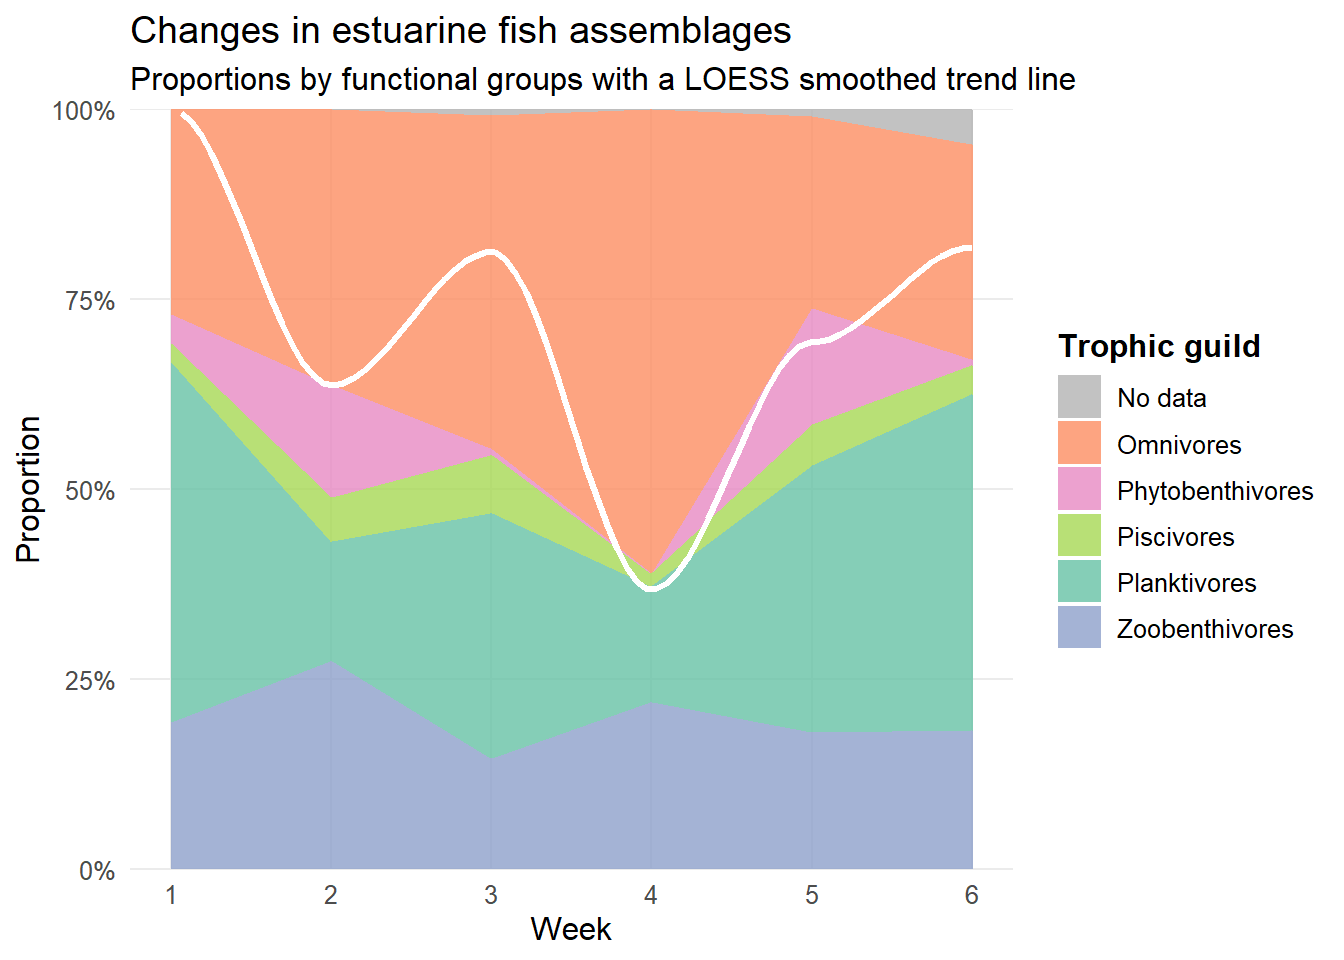 Changes in estuarine fish assemblages
Proportions by functional groups with a LOESS smoothed trend line
100%
75%
50%
25%
0%
Proportion
1 2 3 4 5 6
Week
Trophic guild
No data
Omnivores
Phytobenthivores
Piscivores
Planktivores
Zoobenthivores